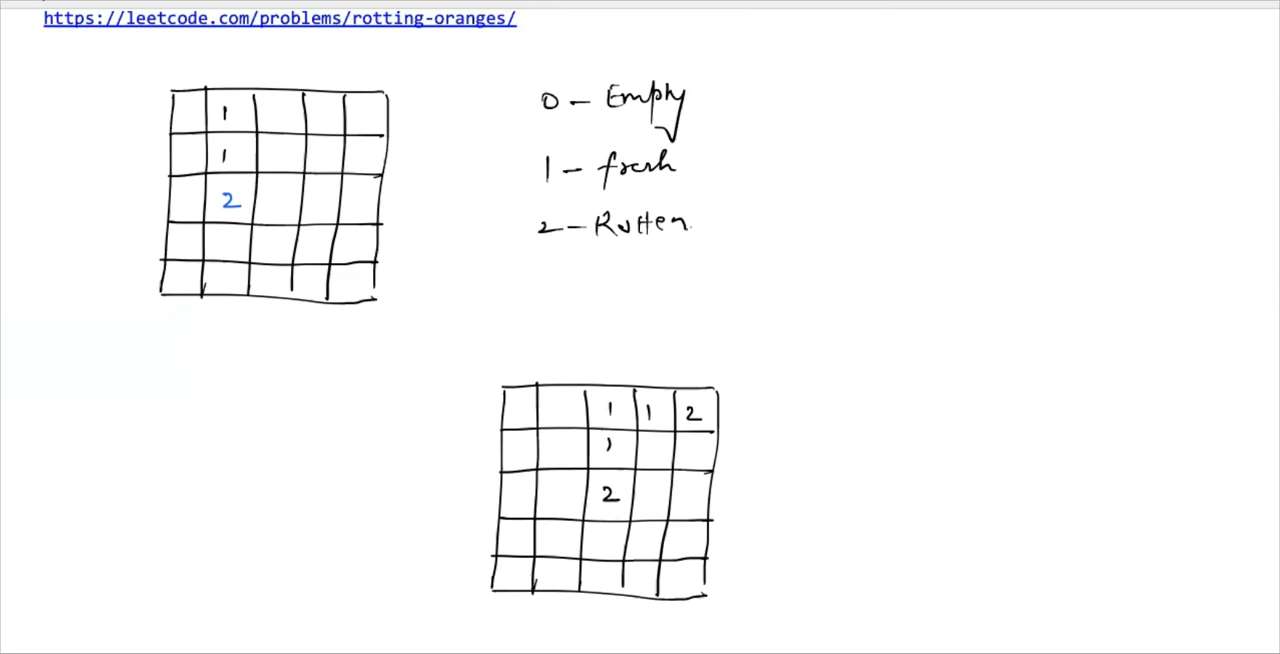 https://leetcode.com/problems/rotting-oranges/
0 - Empty
1 - fresh
2 - Rotten.
1
1
2
1 1 2
1
2